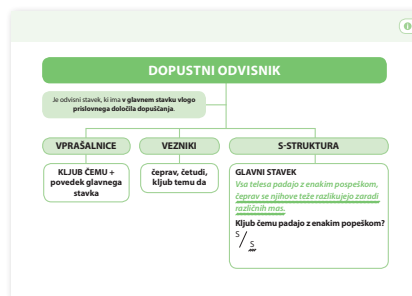 DOPUSTNI ODVISNIK
Je odvisni stavek, ki ima v glavnem stavku vlogo
prislovnega določila dopuščanja.
VPRAŠALNICE
KLJUB ČEMU +
povedek glavnega
stavka
VEZNIKI
čeprav, četudi,
kljub temu da
S-STRUKTURA
GLAVNI STAVEK
Vsa telesa padajo z enakim pospeškom,
čeprav se njihove teže razlikujejo zaradi
različnih mas.
Kljub čemu padajo z enakim popeškom?
S
/ S